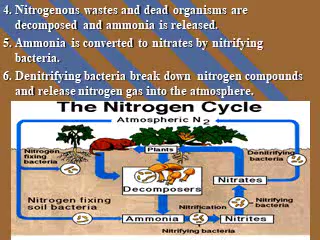 4. Nitrogenous wastes and dead organisms are
decomposed and ammonia is released.
5. Ammonia is converted to nitrates by nitrifying
bacteria.
6. Denitrifying bacteria break down nitrogen compounds
and release nitrogen gas into the atmosphere.
The Nitrogen Cycle
Atmospheric N2
Plants
Nitrogen
fixing
bacteria
Denitrifying
bacteria
Decomposers
Nitrates
Nitrogen fixing
soil bacteria
Nitrifying
bacteria
Nitrification
Ammonia
Nitrites
Nitrifying bacteria